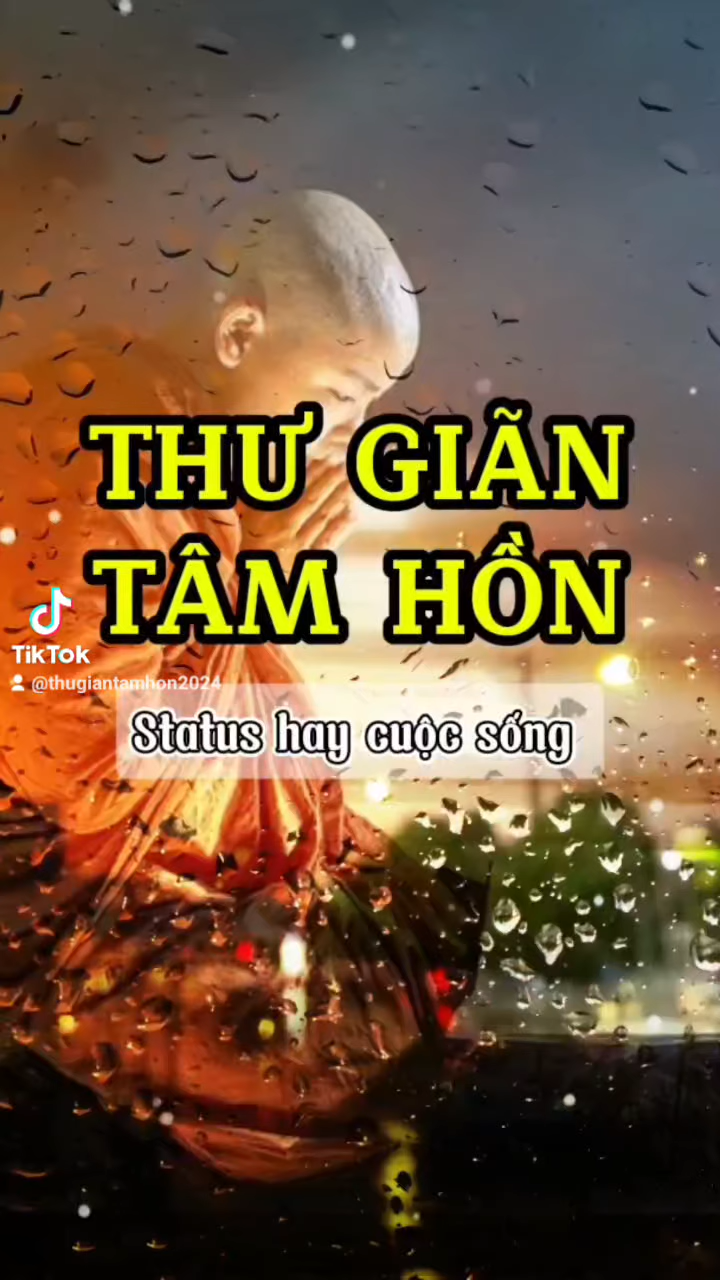 THƯ GIÃN
TÂM HỒN
TikTok
@thugiantamhon2024
Status hay cuộc sống